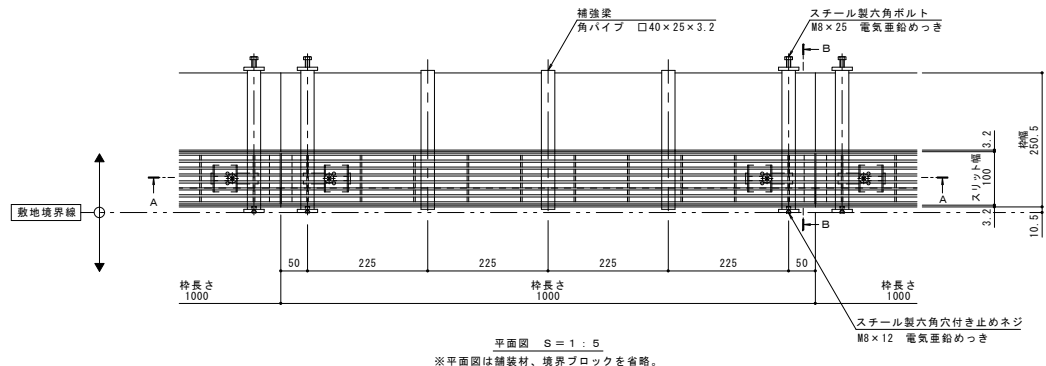 補強梁
角パイプ □40×25×3.2
スチール製六角ボルト
M8×25 電気亜鉛めっき
B
3.2
枠幅
250.5
スリット幅
100
A
A
敷地境界線
3.2
10.5
B
50
225
225
225
225
50
枠長さ
1000
枠長さ
1000
枠長さ
1000
スチール製六角穴付き止めネジ
M8×12 電気亜鉛めっき
平面図 S=1:5
※平面図は舗装材、境界ブロックを省略。